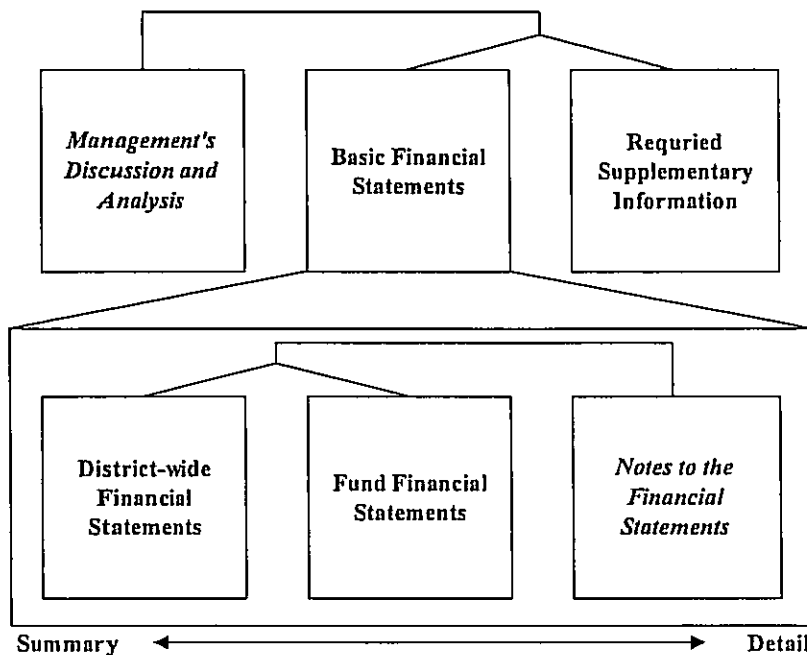 Management's
Discussion and
Analysis
Basic Financial
Statements
Requried
Supplementary
Information
District-wide
Financial
Statements
Fund Financial
Statements
Notes to the
Financial
Statements
Summary
Detail